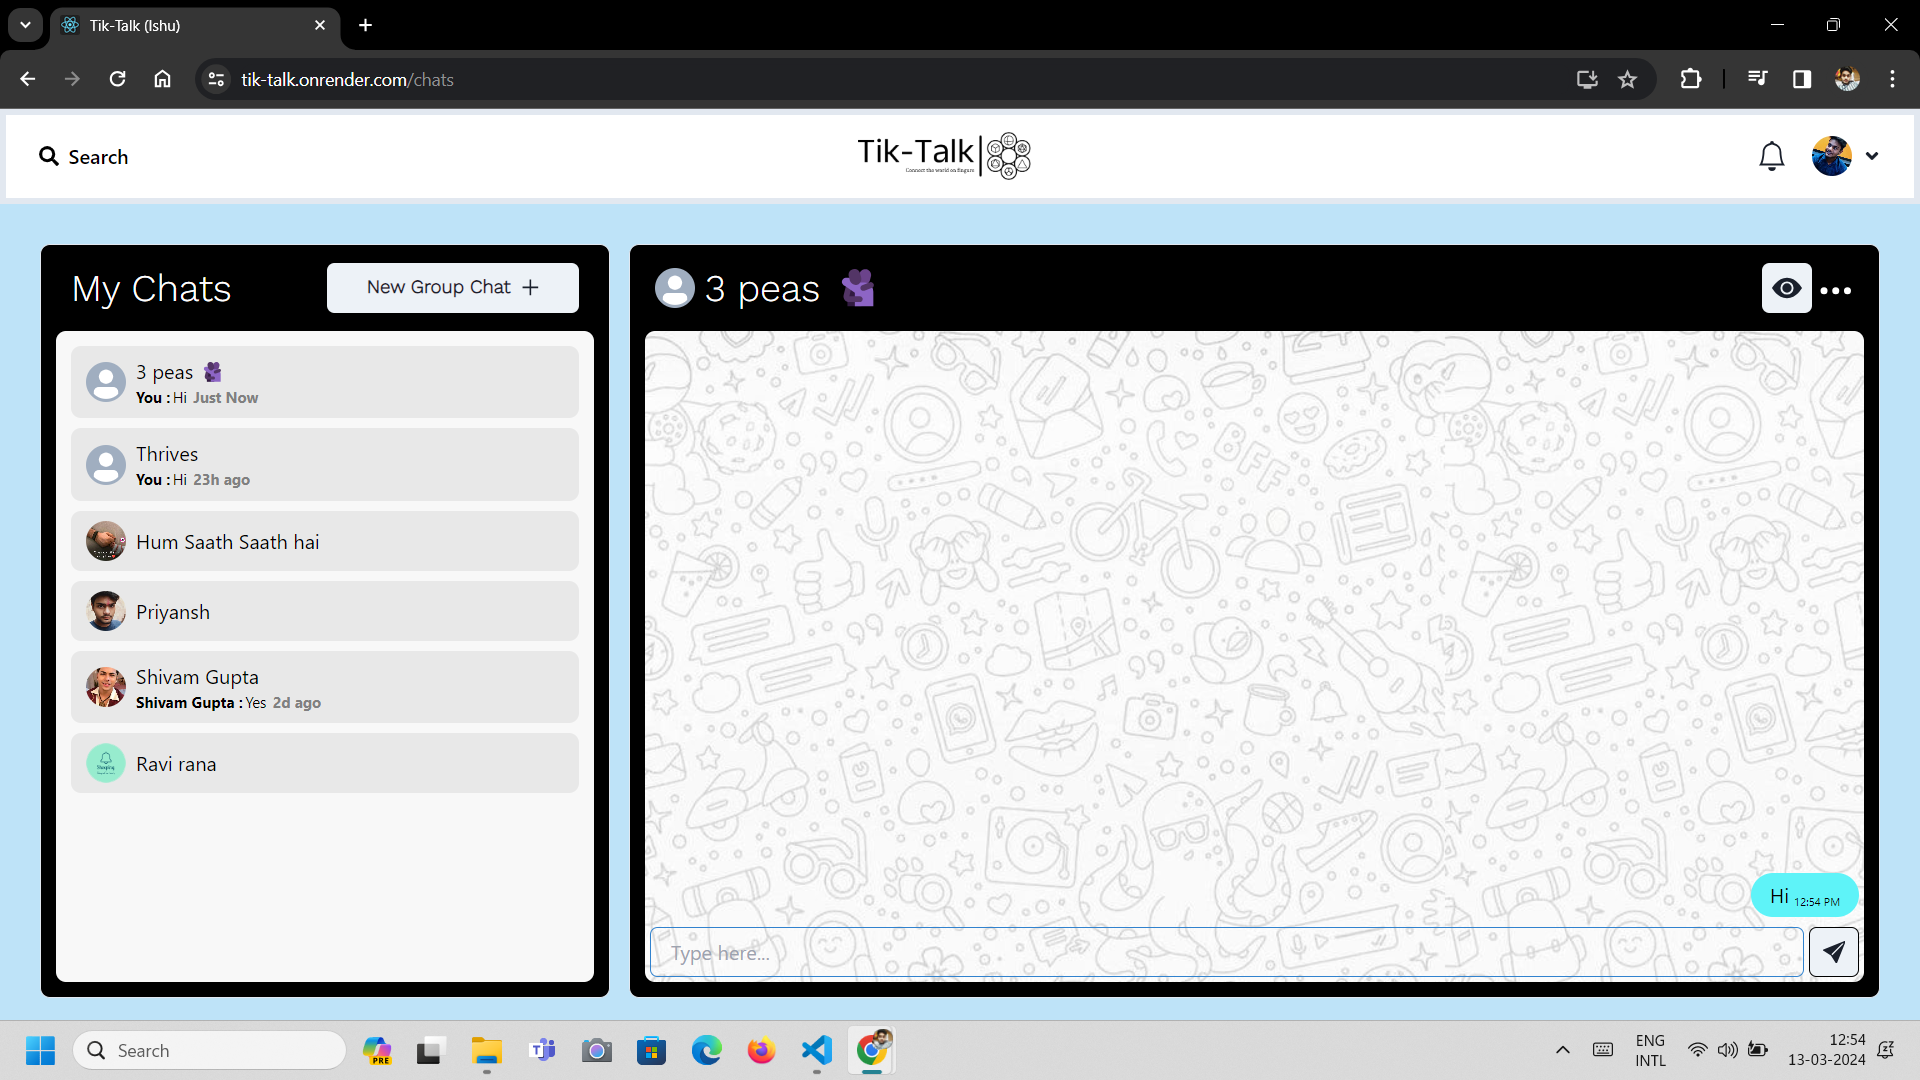 Tik-Talk (Ishu)
tik-talk.onrender.com/chats
Search
Tik-Talk
Connect the world on fingure
My Chats
New Group Chat +
3 peas
You : Hi Just Now
Thrives
You : Hi 23h ago
Hum Saath Saath hai
Priyansh
Shivam Gupta
Shivam Gupta : Yes 2d ago
Ravi rana
3 peas
BFF
Hi 12:54 PM
Type here...
Search
PRE
ENG
INTL
12:54
13-03-2024